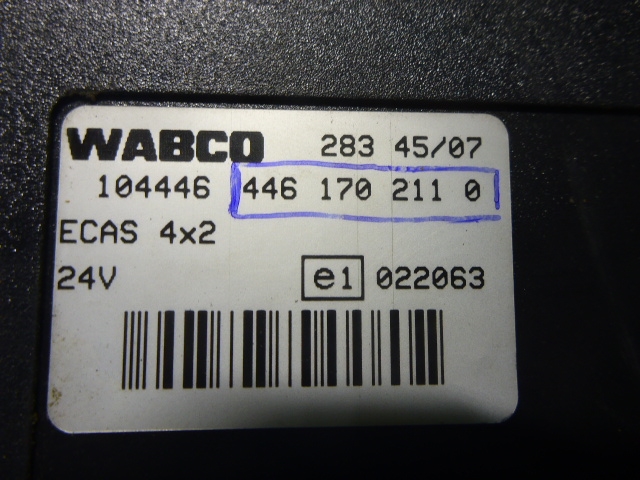 WABCO 283 45/07
104446 446 170 211 0
ECAS 4x2
24V e1 022063